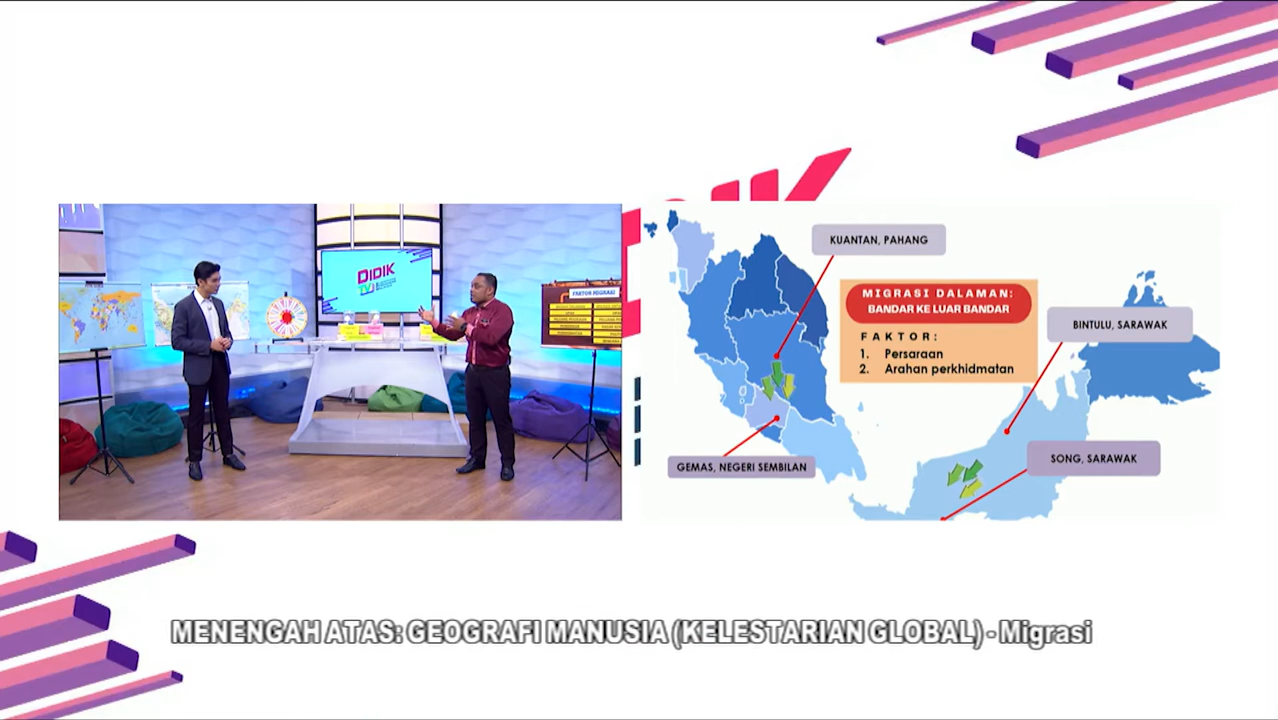 DIDIK
TV
FAKTOR MIGRASI
KUANTAN, PAHANG
MIGRASI DALAMAN:
BANDAR KE LUAR BANDAR
FAKTOR:
1. Persaraan
2. Arahan perkhidmatan
BINTULU, SARAWAK
GEMAS, NEGERI SEMBILAN
SONG, SARAWAK
MENENGAH ATAS: GEOGRAFI MANUSIA (KELESTARIAN GLOBAL) - Migrasi